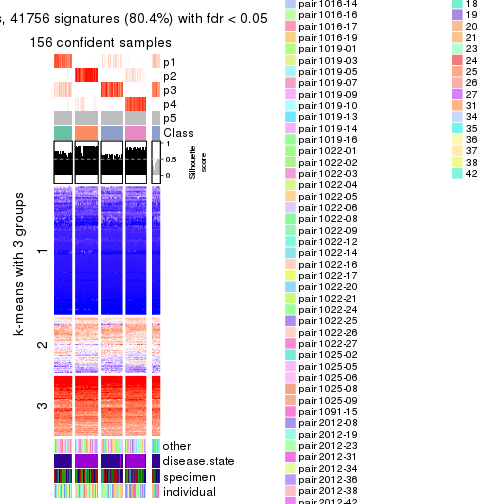 s, 41756 signatures (80.4%) with fdr < 0.05
156 confident samples
p1
p2
p3
p4
p5
Class
1
0.5
0
Silhouette
score
k-means with 3 groups
1
2
3
other
disease.state
specimen
individual
pair1016-14
pair1016-16
pair1016-17
pair1016-19
pair1019-01
pair1019-03
pair1019-05
pair1019-07
pair1019-09
pair1019-10
pair1019-13
pair1019-14
pair1019-16
pair1022-01
pair1022-02
pair1022-03
pair1022-04
pair1022-05
pair1022-06
pair1022-08
pair1022-09
pair1022-12
pair1022-14
pair1022-16
pair1022-17
pair1022-20
pair1022-21
pair1022-24
pair1022-25
pair1022-26
pair1022-27
pair1025-02
pair1025-05
pair1025-06
pair1025-08
pair1025-09
pair1091-15
pair2012-08
pair2012-19
pair2012-23
pair2012-31
pair2012-34
pair2012-36
pair2012-38
pair2012-42
18
19
20
21
23
24
25
26
27
31
34
35
36
37
38
42